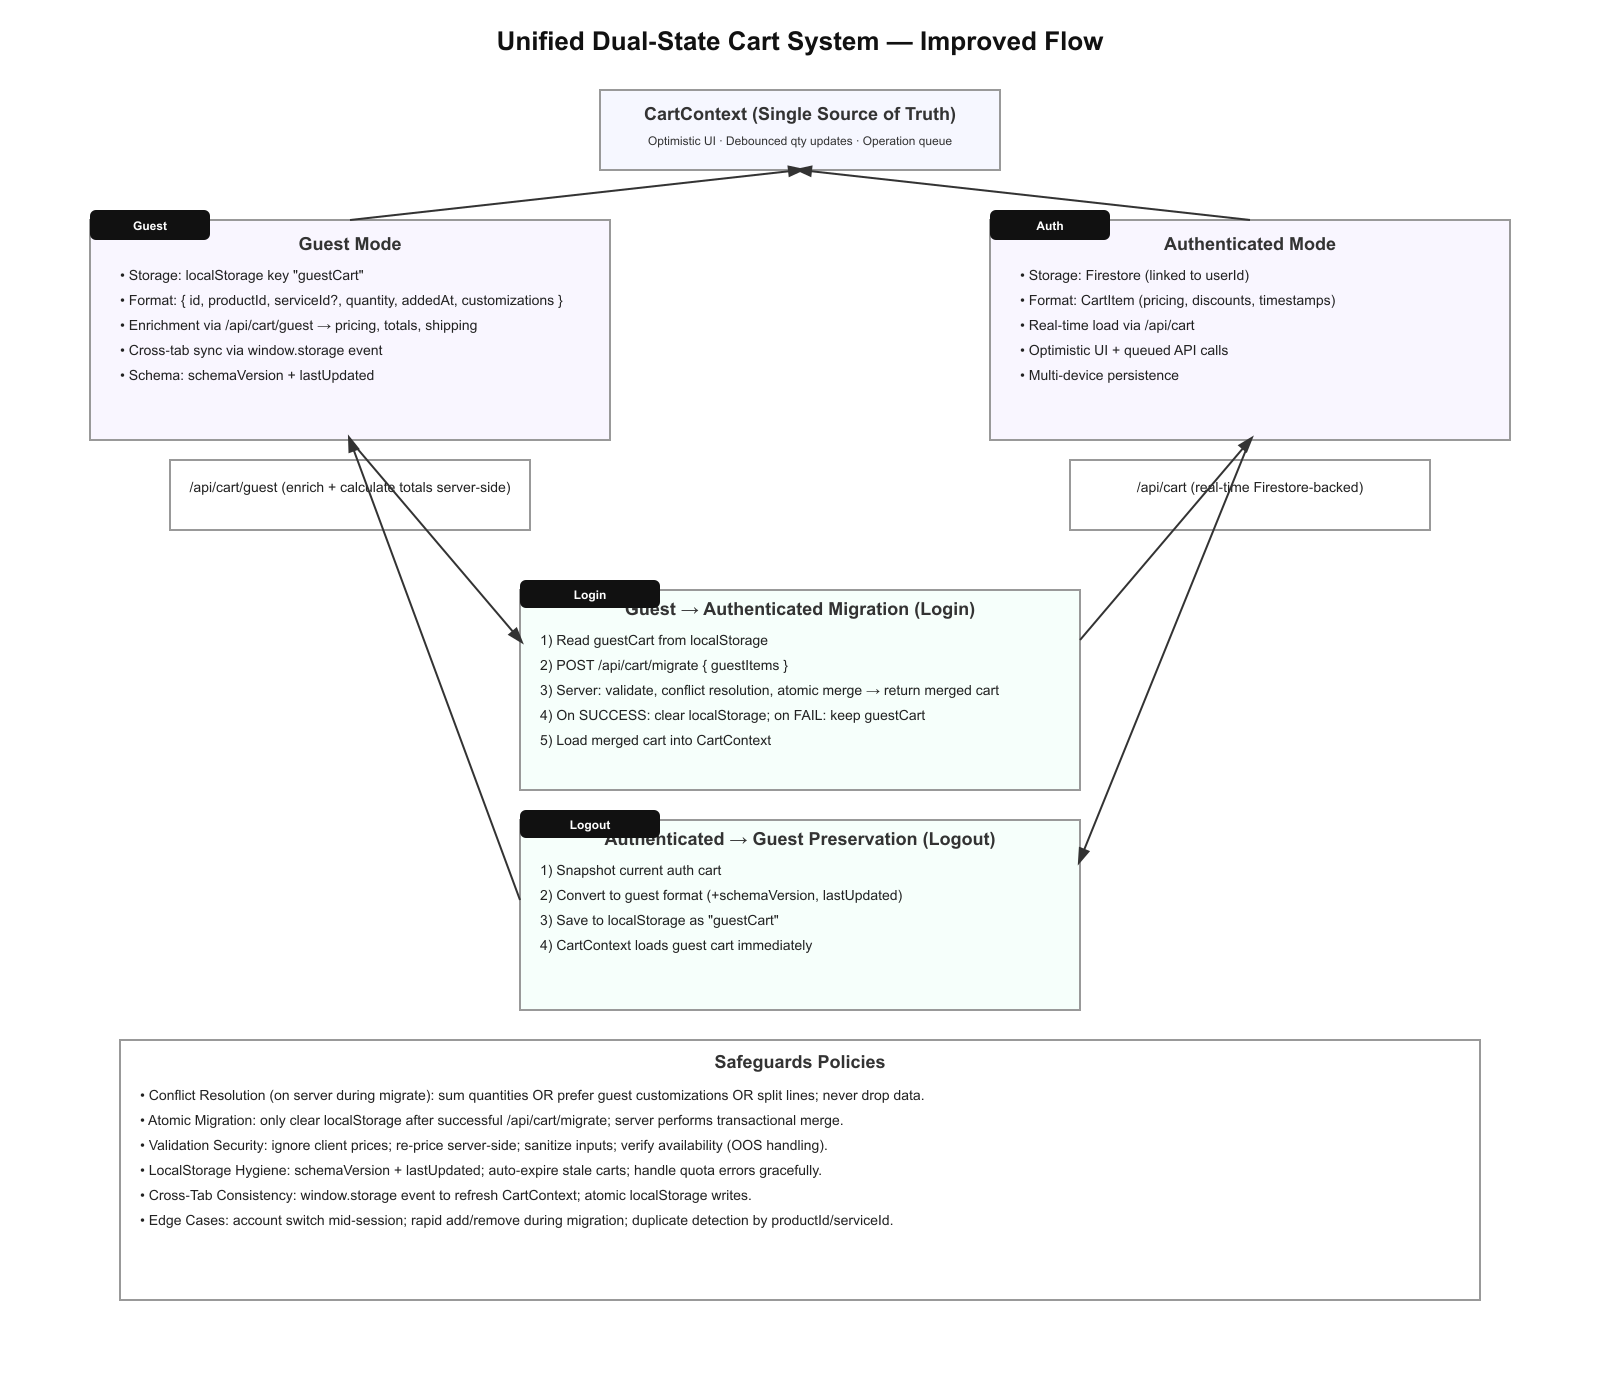 Unified Dual-State Cart System — Improved Flow
CartContext (Single Source of Truth)
Optimistic UI · Debounced qty updates · Operation queue
Guest
Guest Mode
• Storage: localStorage key "guestCart"
• Format: { id, productId, serviceId?, quantity, addedAt, customizations }
• Enrichment via /api/cart/guest → pricing, totals, shipping
• Cross-tab sync via window.storage event
• Schema: schemaVersion + lastUpdated
Auth
Authenticated Mode
• Storage: Firestore (linked to userId)
• Format: CartItem (pricing, discounts, timestamps)
• Real-time load via /api/cart
• Optimistic UI + queued API calls
• Multi-device persistence
/api/cart/guest (enrich + calculate totals server-side)
/api/cart (real-time Firestore-backed)
Login
Guest → Authenticated Migration (Login)
1) Read guestCart from localStorage
2) POST /api/cart/migrate { guestItems }
3) Server: validate, conflict resolution, atomic merge → return merged cart
4) On SUCCESS: clear localStorage; on FAIL: keep guestCart
5) Load merged cart into CartContext
Logout
Authenticated → Guest Preservation (Logout)
1) Snapshot current auth cart
2) Convert to guest format (+schemaVersion, lastUpdated)
3) Save to localStorage as "guestCart"
4) CartContext loads guest cart immediately
Safeguards Policies
• Conflict Resolution (on server during migrate): sum quantities OR prefer guest customizations OR split lines; never drop data.
• Atomic Migration: only clear localStorage after successful /api/cart/migrate; server performs transactional merge.
• Validation Security: ignore client prices; re-price server-side; sanitize inputs; verify availability (OOS handling).
• LocalStorage Hygiene: schemaVersion + lastUpdated; auto-expire stale carts; handle quota errors gracefully.
• Cross-Tab Consistency: window.storage event to refresh CartContext; atomic localStorage writes.
• Edge Cases: account switch mid-session; rapid add/remove during migration; duplicate detection by productId/serviceId.